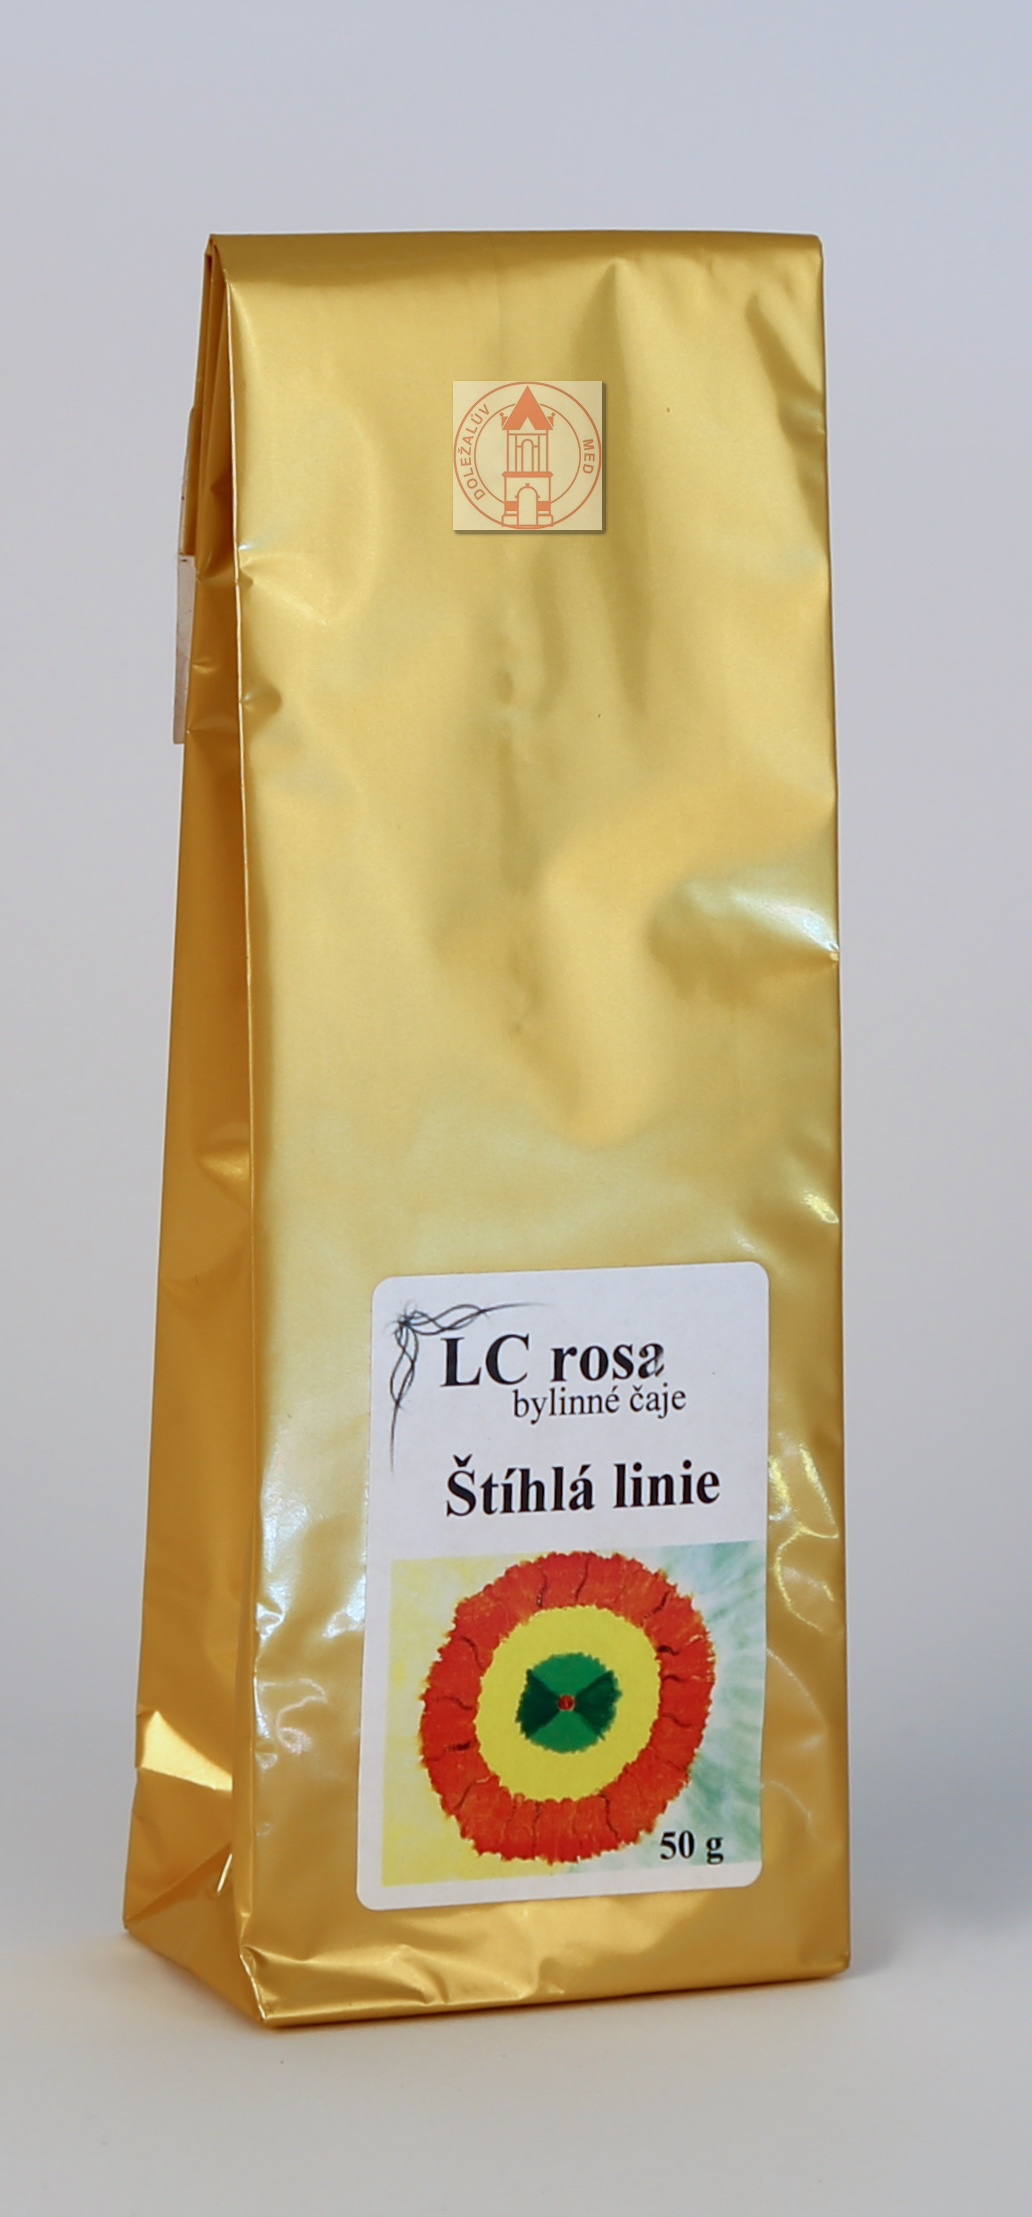 DOLEŽALŮV MED
LC rosa
bylinné čaje
Štíhlá linie
50 g